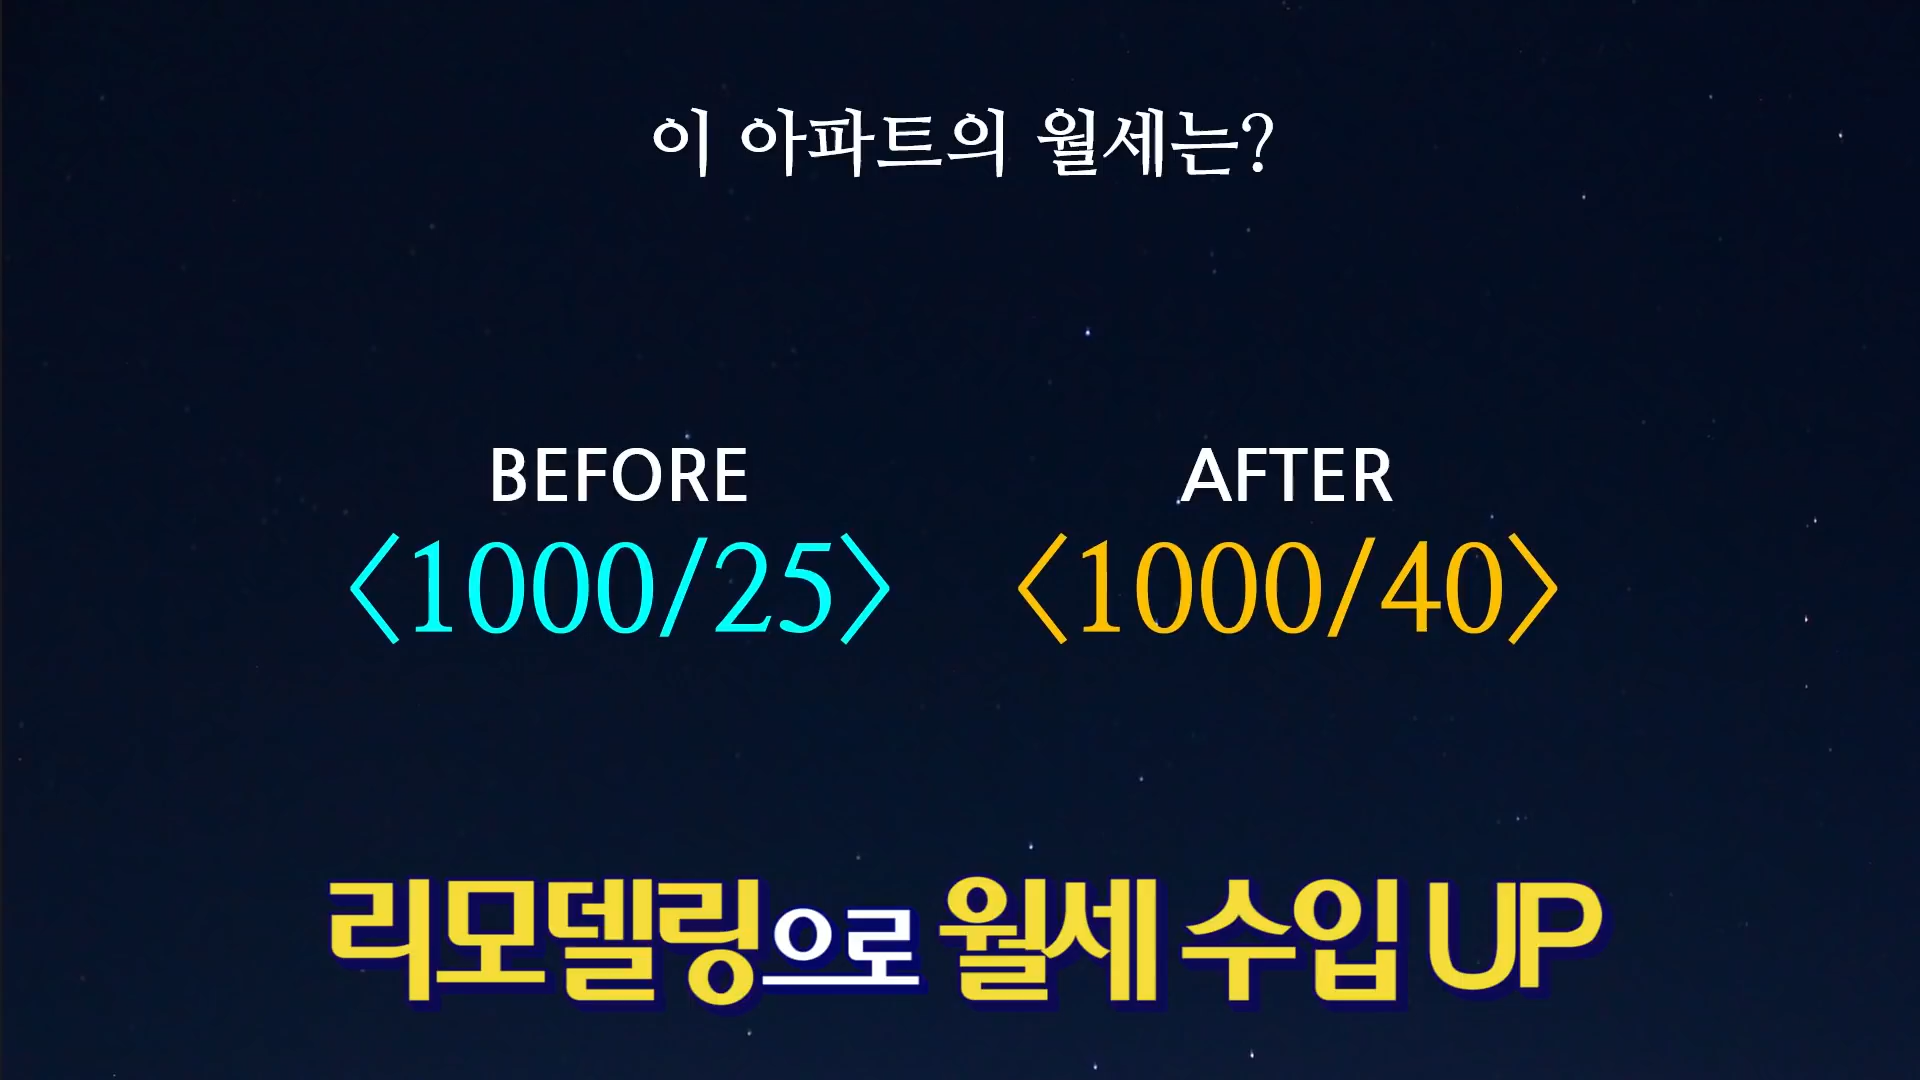 이 아파트의 월세는?
BEFORE
〈1000/25〉
AFTER
〈1000/40〉
리모델링으로 월세 수입 UP